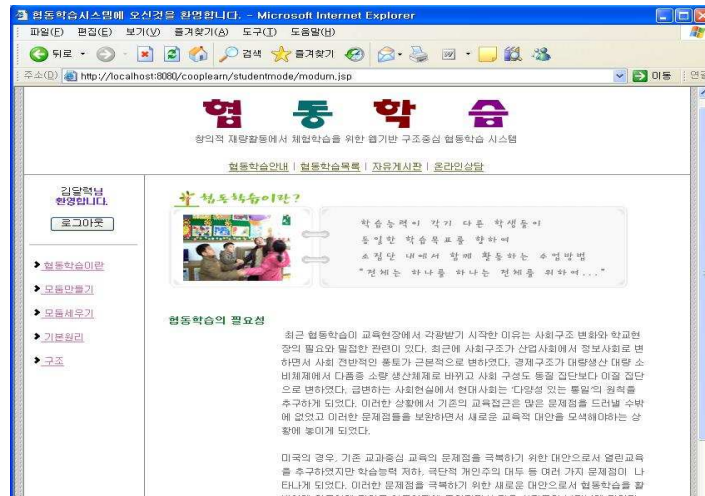 협동학습시스템에 오신것을 환영합니다. - Microsoft Internet Explorer
파일(F) 편집(E) 보기(V) 즐겨찾기(A) 도구(T) 도움말(H)
뒤로 검색 즐겨찾기
주소(D) http://localhost:8080/cooplearn/studentmode/modum.jsp 이동
협동학습
창의적 재량활동에서 체험학습을 위한 웹기반 구조중심 협동학습 시스템
협동학습안내 | 협동학습목록 | 자유게시판 | 온라인상담
김달력님
환영합니다.
로그아웃
협동학습이란
모둠만들기
모둠세우기
기본원리
구조
협동학습이란?
학습능력이 각기 다른 학생들이
동일한 학습목표를 향하여
소집단 내에서 함께 활동하는 수업방법
"전체는 하나를 하나는 전체를 위하여..."
협동학습의 필요성
최근 협동학습이 교육현장에서 각광받기 시작한 이유는 사회구조 변화와 학교현
장의 필요와 밀접한 관련이 있다. 최근에 사회구조가 산업사회에서 정보사회로 변
하면서 사회 전반적인 풍토가 근본적으로 변하였다. 경제구조가 대량생산 대량 소
비체제에서 다품종 소량 생산체제로 바뀌고 사회 구성도 동질 집단보다 이질 집단
으로 변하였다. 급변하는 사회현실에서 현대사회는 '다양성 있는 통일'의 원칙을
추구하게 되었다. 이러한 상황에서 기존의 교육접근은 많은 문제점을 드러낼 수밖
에 없었고 이러한 문제점들을 보완하면서 새로운 교육적 대안을 모색해야하는 상
황에 놓이게 되었다.
미국의 경우, 기존 교과중심 교육의 문제점을 극복하기 위한 대안으로서 열린교육
을 추구하였지만 학습능력 저하, 극단적 개인주의 대두 등 여러 가지 문제점이 나
타나게 되었다. 이러한 문제점을 극복하기 위한 새로운 대안으로서 협동학습을 활